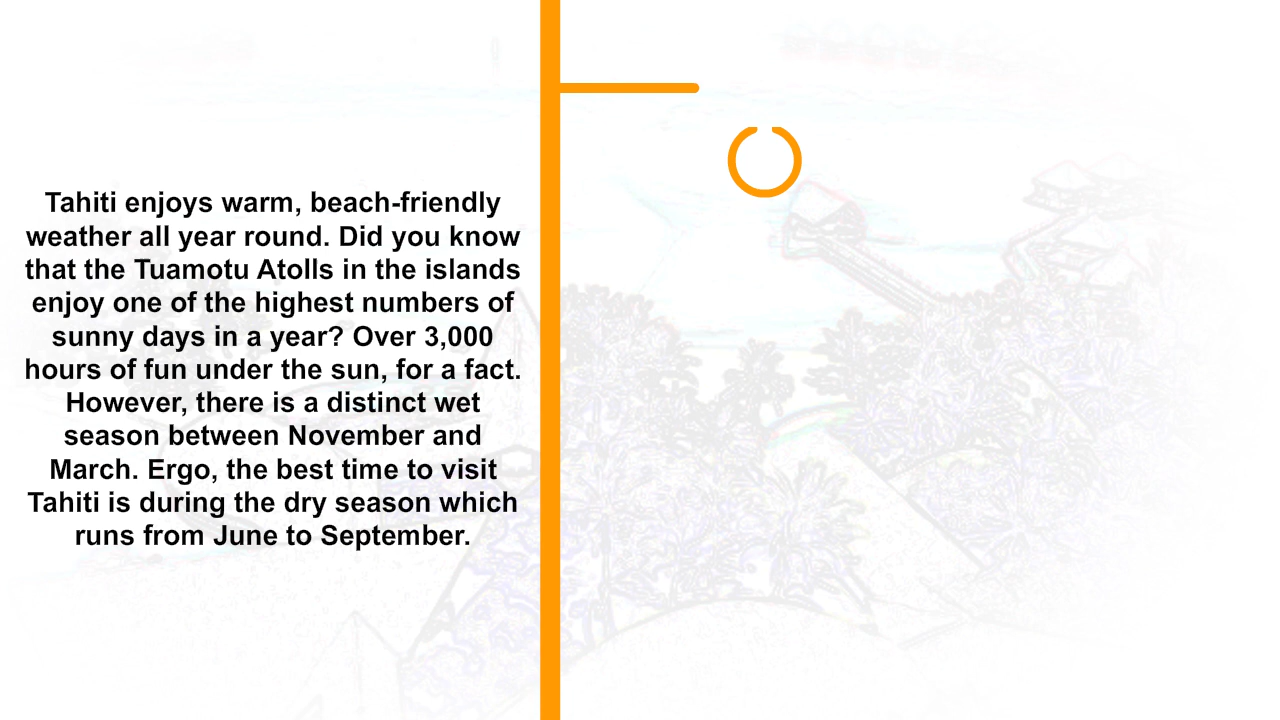 Tahiti enjoys warm, beach-friendly
weather all year round. Did you know
that the Tuamotu Atolls in the islands
enjoy one of the highest numbers of
sunny days in a year? Over 3,000
hours of fun under the sun, for a fact.
However, there is a distinct wet
season between November and
March. Ergo, the best time to visit
Tahiti is during the dry season which
runs from June to September.